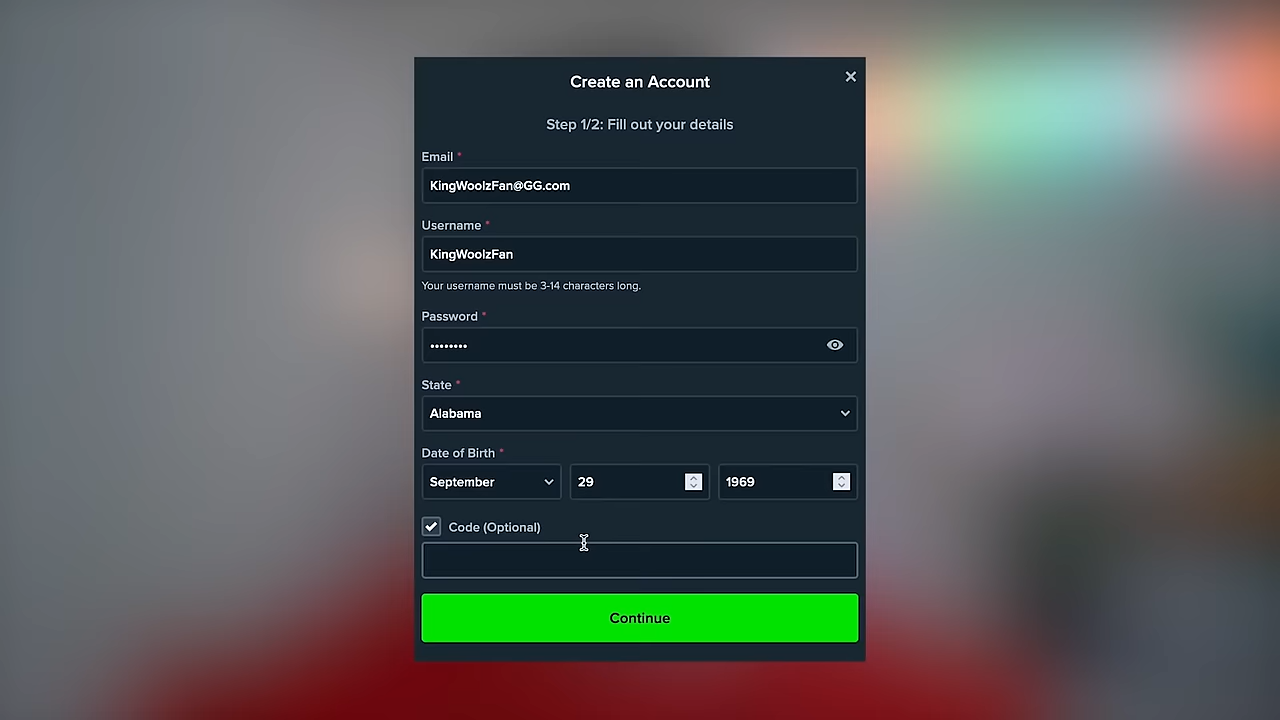 Create an Account
Step 1/2: Fill out your details
Email *
KingWoolzFan@GG.com
Username *
KingWoolzFan
Your username must be 3-14 characters long.
Password *
••••••••
State *
Alabama
Date of Birth *
September 29 1969
Code (Optional)
Continue